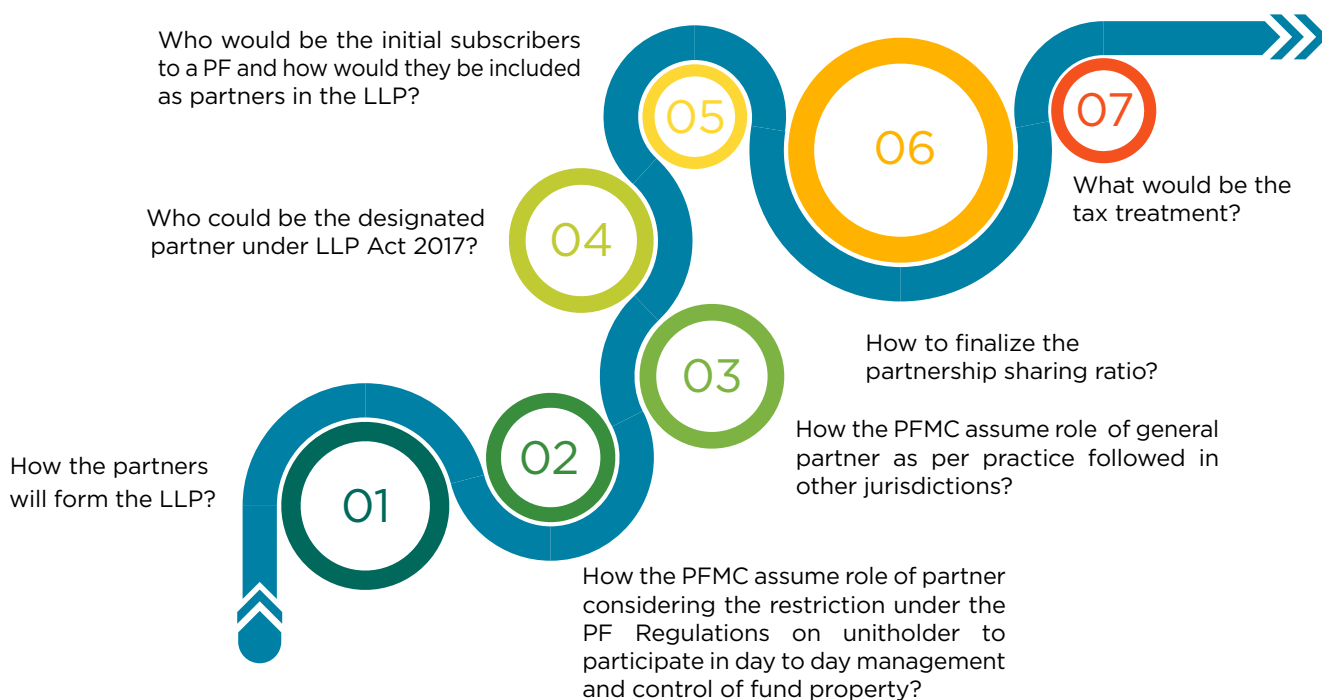 01
How the partners
will form the LLP?
02
How the PFMC assume role of partner
considering the restriction under the
PF Regulations on unitholder to
participate in day to day management
and control of fund property?
03
How the PFMC assume role of general
partner as per practice followed in
other jurisdictions?
04
Who could be the designated
partner under LLP Act 2017?
05
Who would be the initial subscribers
to a PF and how would they be included
as partners in the LLP?
06
How to finalize the
partnership sharing ratio?
07
What would be the
tax treatment?